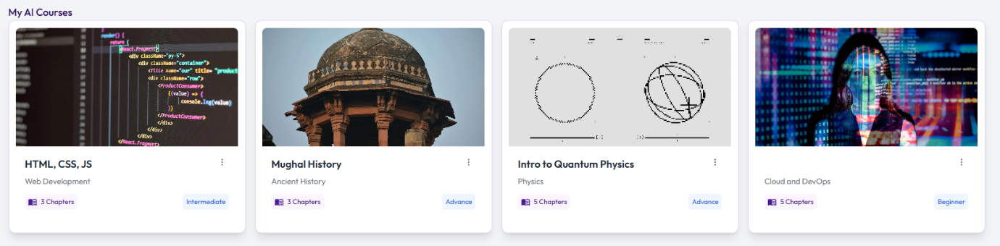 My AI Courses
render() {
return (
<React.Fragment>
<div className="py-5">
<div className="container">
<Title name="our" title= "product
<div className="row">
<ProductConsumer>
{(value) => {
console.log(value)
}}
</ProductConsumer>
</div>
</div>
</div>
</React.Fragment>
HTML, CSS, JS
Web Development
3 Chapters
Intermediate
Mughal History
Ancient History
3 Chapters
Advance
Intro to Quantum Physics
Physics
5 Chapters
Advance
Cloud and DevOps
5 Chapters
Beginner